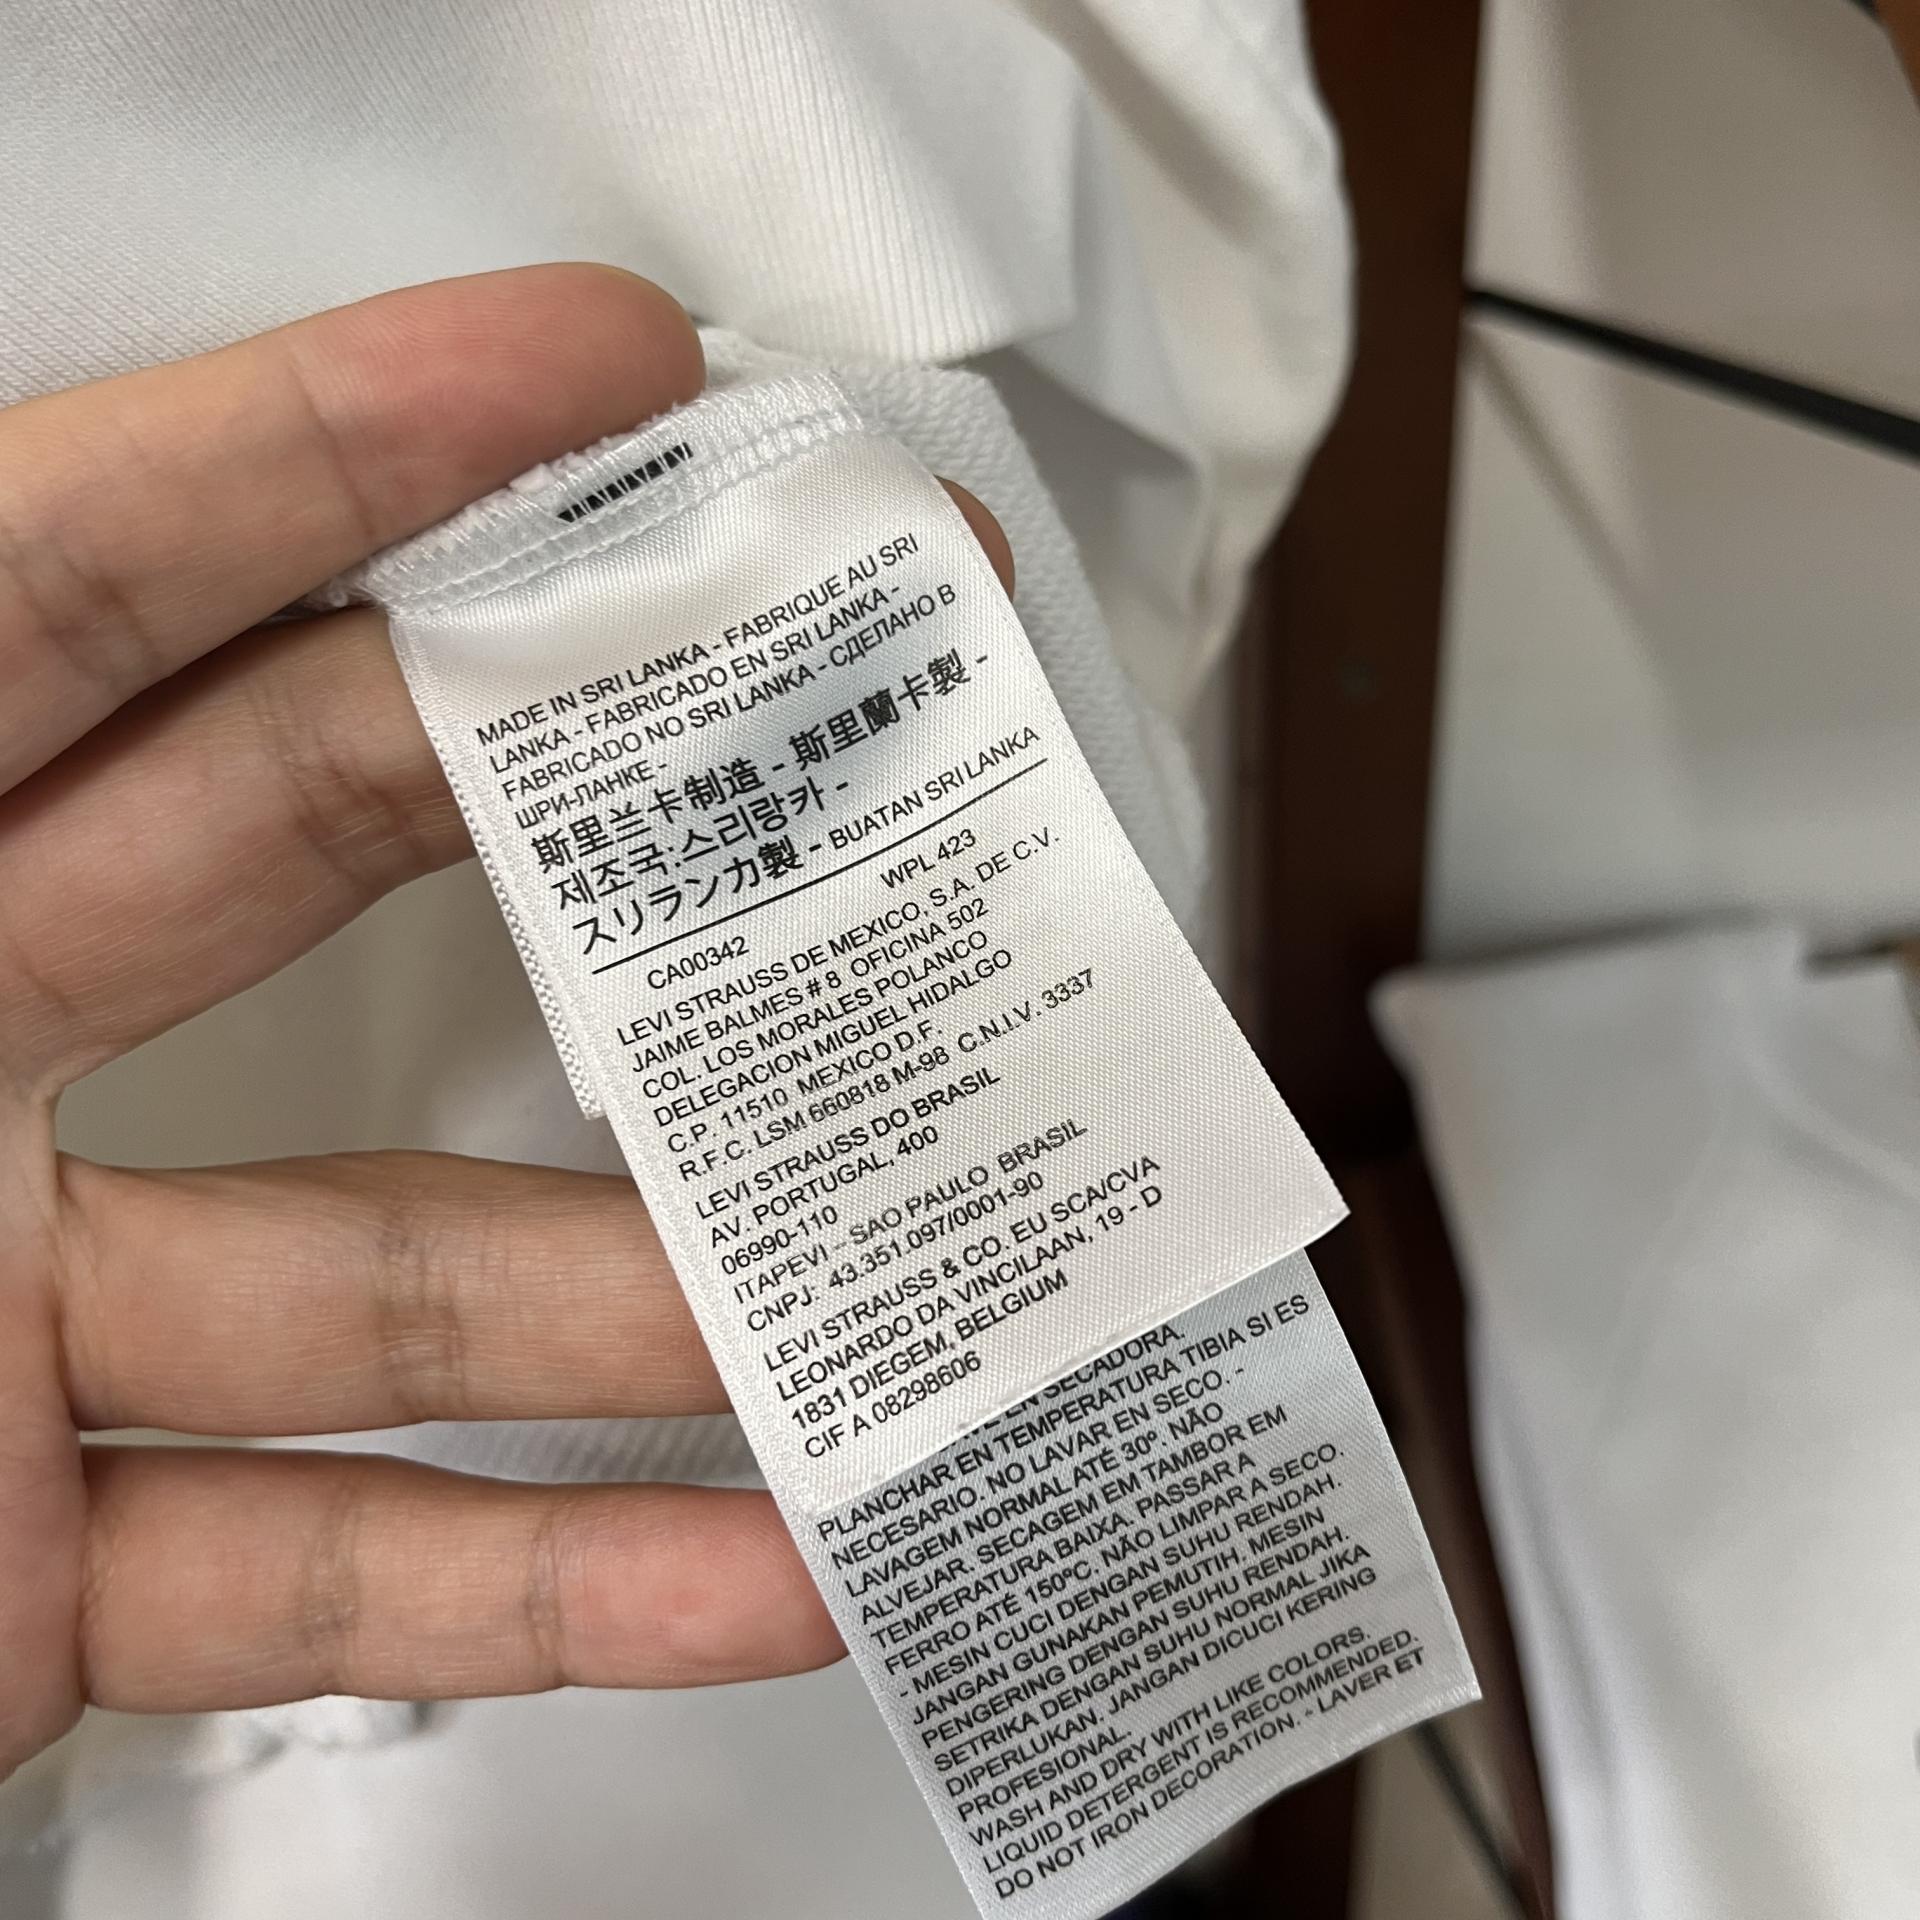 MADE IN SRI LANKA - FABRIQUE AU SRI
LANKA - FABRICADO EN SRI LANKA -
FABRICADO NO SRI LANKA - СДЕЛАНО В
ШРИ-ЛАНКЕ -
斯里兰卡制造 - 斯里蘭卡製 -
제조국:스리랑카 -
スリランカ製 - BUATAN SRI LANKA
CA00342 WPL 423
LEVI STRAUSS DE MEXICO, S.A. DE C.V.
JAIME BALMES # 8 OFICINA 502
COL. LOS MORALES POLANCO
DELEGACION MIGUEL HIDALGO
C.P. 11510 MEXICO D.F.
R.F.C. LSM 660818 M-98 C.N.I.V. 3337
LEVI STRAUSS DO BRASIL
AV. PORTUGAL, 400
06990-110
ITAPEVI – SAO PAULO BRASIL
CNPJ: 43.351.097/0001-90
LEVI STRAUSS & CO. EU SCA/CVA
LEONARDO DA VINCILAAN, 19 - D
1831 DIEGEM, BELGIUM
CIF A 08298606
EN SECADORA.
PLANCHAR EN TEMPERATURA TIBIA SI ES
NECESARIO. NO LAVAR EN SECO. -
LAVAGEM NORMAL ATÉ 30º. NÃO
ALVEJAR. SECAGEM EM TAMBOR EM
TEMPERATURA BAIXA. PASSAR A
FERRO ATÉ 150ºC. NÃO LIMPAR A SECO.
- MESIN CUCI DENGAN SUHU RENDAH.
JANGAN GUNAKAN PEMUTIH. MESIN
PENGERING DENGAN SUHU RENDAH.
SETRIKA DENGAN SUHU NORMAL JIKA
DIPERLUKAN. JANGAN DICUCI KERING
PROFESIONAL.
WASH AND DRY WITH LIKE COLORS.
LIQUID DETERGENT IS RECOMMENDED.
DO NOT IRON DECORATION. - LAVER ET